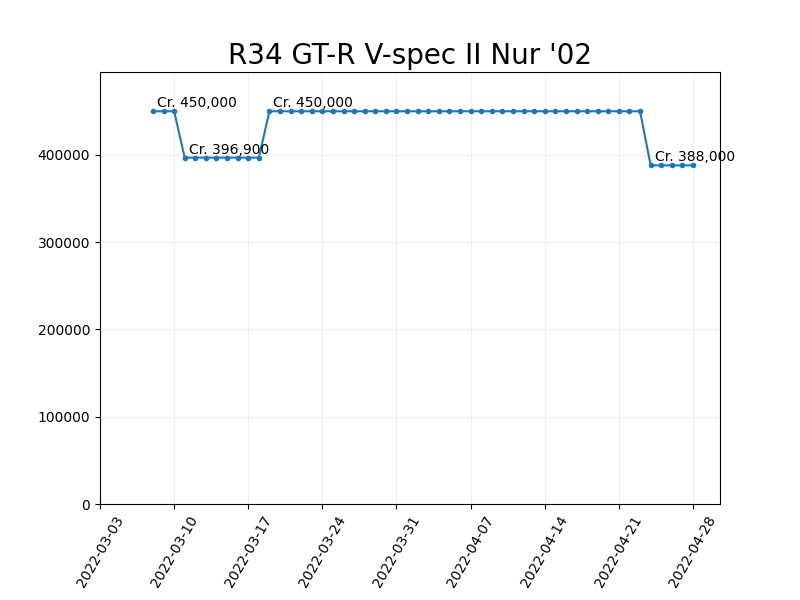 R34 GT-R V-spec II Nur '02
Cr. 450,000
Cr. 450,000
Cr. 396,900
Cr. 388,000
400000
300000
200000
100000
0
2022-03-03
2022-03-10
2022-03-17
2022-03-24
2022-03-31
2022-04-07
2022-04-14
2022-04-21
2022-04-28